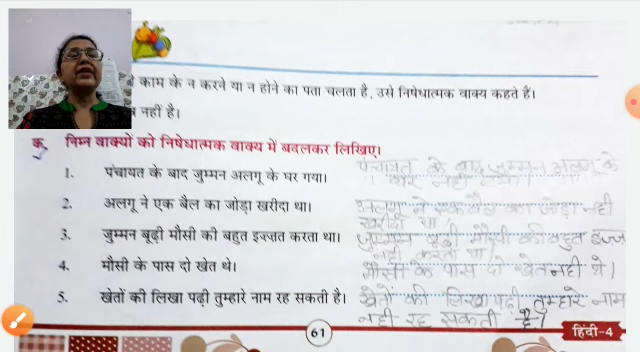 काम के न करने या न होने का पता चलता है, उसे निषेधात्मक वाक्य कहते हैं।
नहीं है।
क. निम्न वाक्यों को निषेधात्मक वाक्य में बदलकर लिखिए।
1. पंचायत के बाद जुम्मन अलगू के घर गया।
पंचायत के बाद जुम्मन अलगू के
घर नहीं
2. अलगू ने एक बैल का जोड़ा खरीदा था।
अलगू ने एक बैल का जोड़ा नहीं
खरीदा था
3. जुम्मन बूढ़ी मौसी की बहुत इज्जत करता था।
जुम्मन बूढ़ी मौसी की बहुत इज्ज
नहीं करता था
4. मौसी के पास दो खेत थे।
मौसी के पास दो खेत नहीं थे।
5. खेतों की लिखा पढ़ी तुम्हारे नाम रह सकती है।
खेतों की लिखा पढ़ी तुम्हारे नाम
नहीं रह सकती है।
61
हिंदी-4